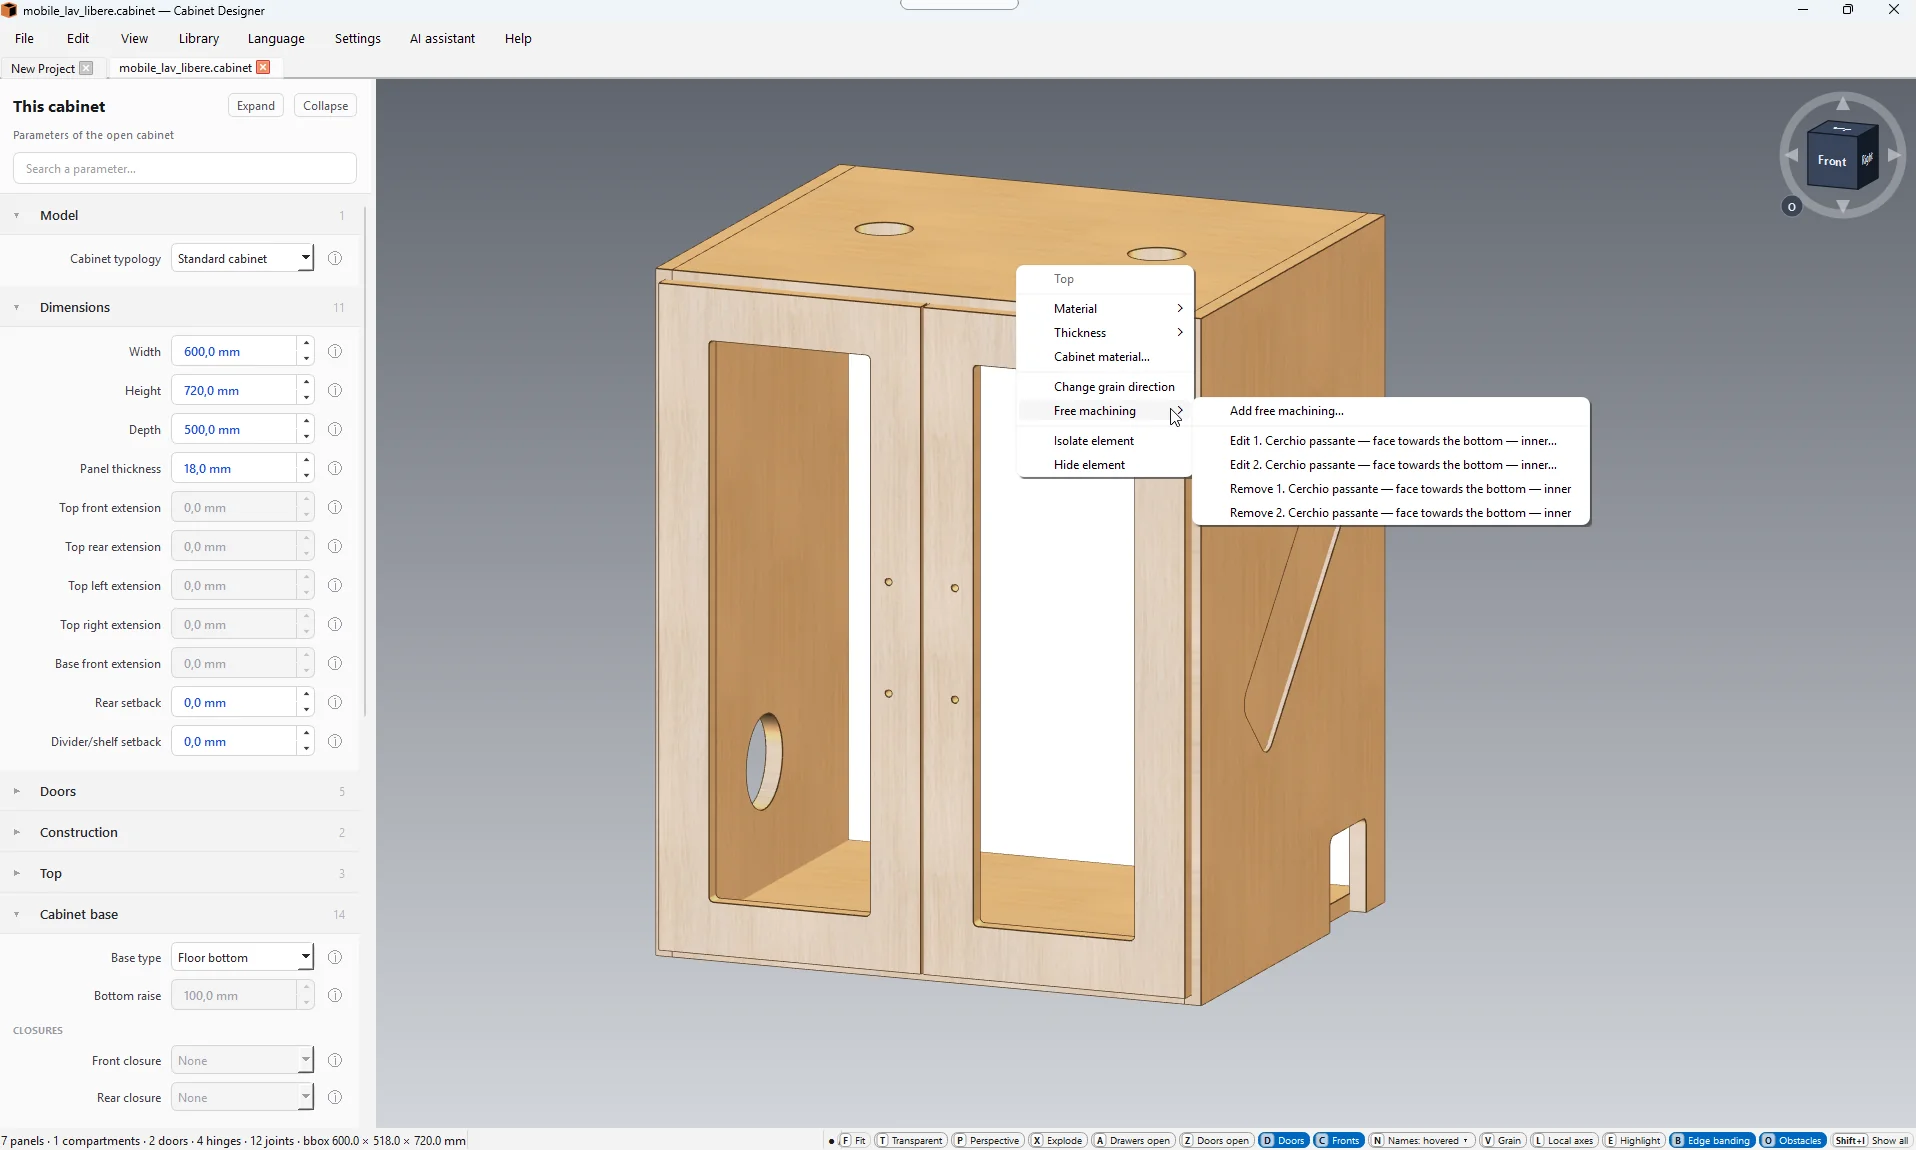 mobile_lav_libere.cabinet — Cabinet Designer
File Edit View Library Language Settings AI assistant Help
New Project mobile_lav_libere.cabinet
This cabinet Expand Collapse
Parameters of the open cabinet
Search a parameter...
Model 1
Cabinet typology Standard cabinet
Dimensions 11
Width 600,0 mm
Height 720,0 mm
Depth 500,0 mm
Panel thickness 18,0 mm
Top front extension 0,0 mm
Top rear extension 0,0 mm
Top left extension 0,0 mm
Top right extension 0,0 mm
Base front extension 0,0 mm
Rear setback 0,0 mm
Divider/shelf setback 0,0 mm
Doors 5
Construction 2
Top 3
Cabinet base 14
Base type Floor bottom
Bottom raise 100,0 mm
CLOSURES
Front closure None
Rear closure None
Front Right
O
Top
Material
Thickness
Cabinet material...
Change grain direction
Free machining
Isolate element
Hide element
Add free machining...
Edit 1. Cerchio passante — face towards the bottom — inner...
Edit 2. Cerchio passante — face towards the bottom — inner...
Remove 1. Cerchio passante — face towards the bottom — inner
Remove 2. Cerchio passante — face towards the bottom — inner
7 panels · 1 compartments · 2 doors · 4 hinges · 12 joints · bbox 600.0 × 518.0 × 720.0 mm
F Fit T Transparent P Perspective X Explode A Drawers open Z Doors open D Doors C Fronts N Names: hovered V Grain L Local axes E Highlight B Edge banding O Obstacles Shift+I Show all